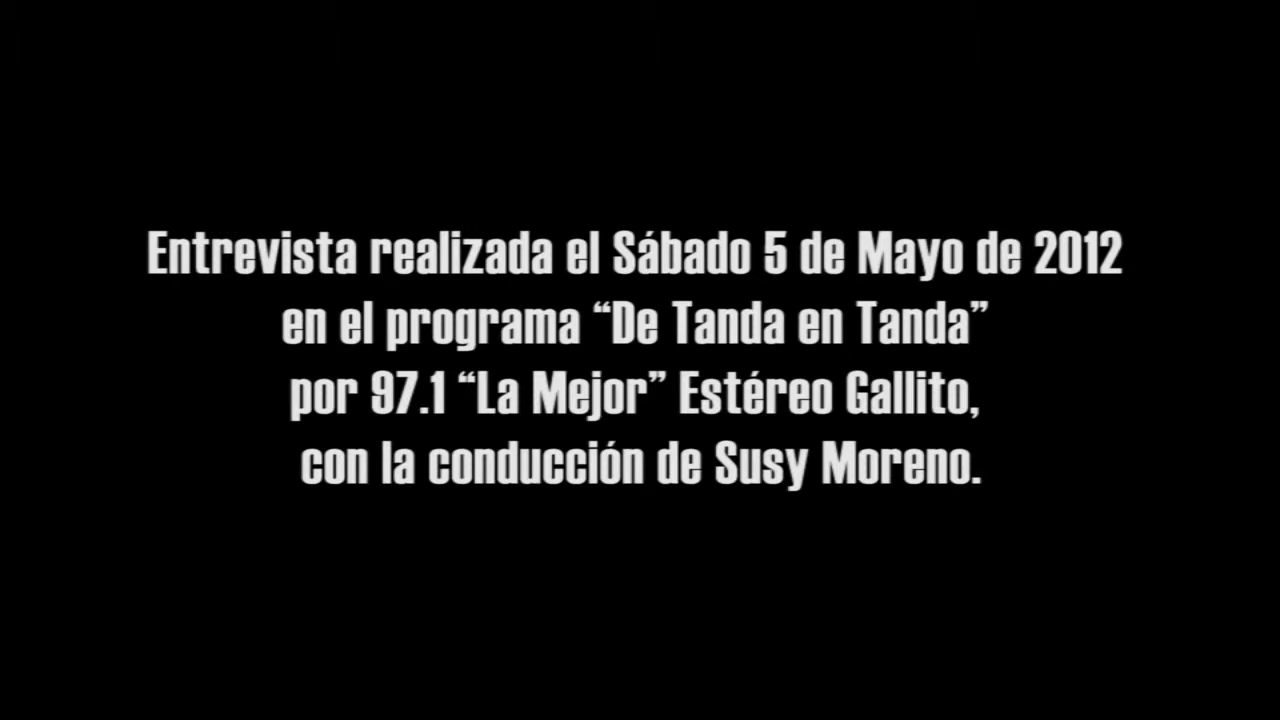 Entrevista realizada el Sábado 5 de Mayo de 2012
en el programa “De Tanda en Tanda”
por 97.1 “La Mejor” Estéreo Gallito,
con la conducción de Susy Moreno.